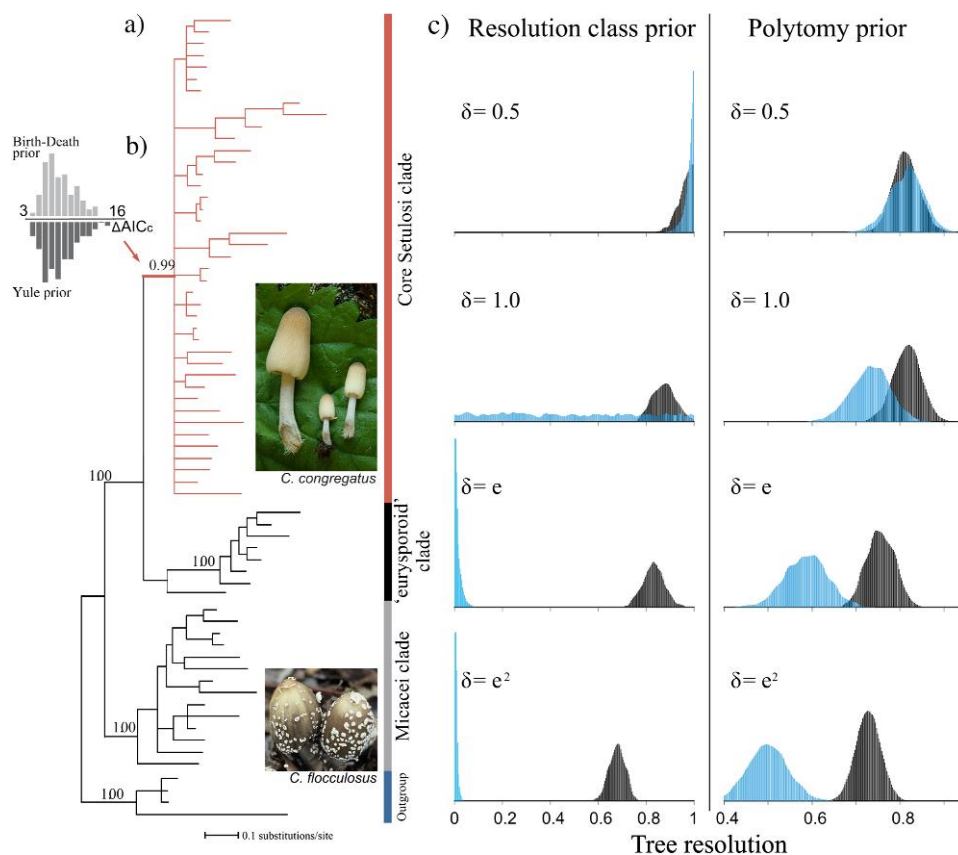 a)
Birth-Death
prior
b)
3
16
ΔAICc
Yule prior
0.99
100
100
100
100
C. congregatus
C. flocculosus
Core Setulosi clade
‘eurysporoid’
clade
Micacei clade
Outgroup
0.1 substitutions/site
c)
Resolution class prior
Polytomy prior
δ= 0.5
δ= 0.5
δ= 1.0
δ= 1.0
δ= e
δ= e
δ= e²
δ= e²
0 0.2 0.4 0.6 0.8 1 0.4 0.6 0.8
Tree resolution